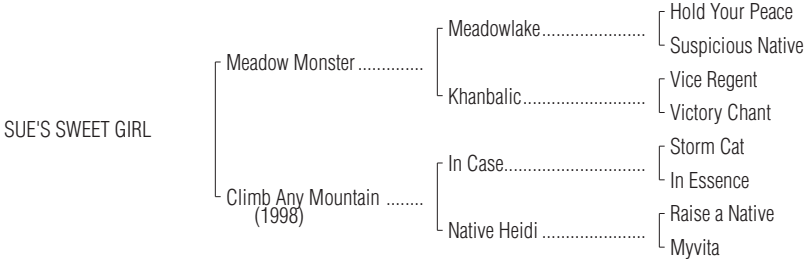 Hold Your Peace
Meadowlake......................
Suspicious Native
Meadow Monster ..............
Vice Regent
Khanbalic..........................
Victory Chant
SUE'S SWEET GIRL
Storm Cat
In Case..............................
In Essence
Climb Any Mountain ........
(1998)
Raise a Native
Native Heidi ......................
Myvita